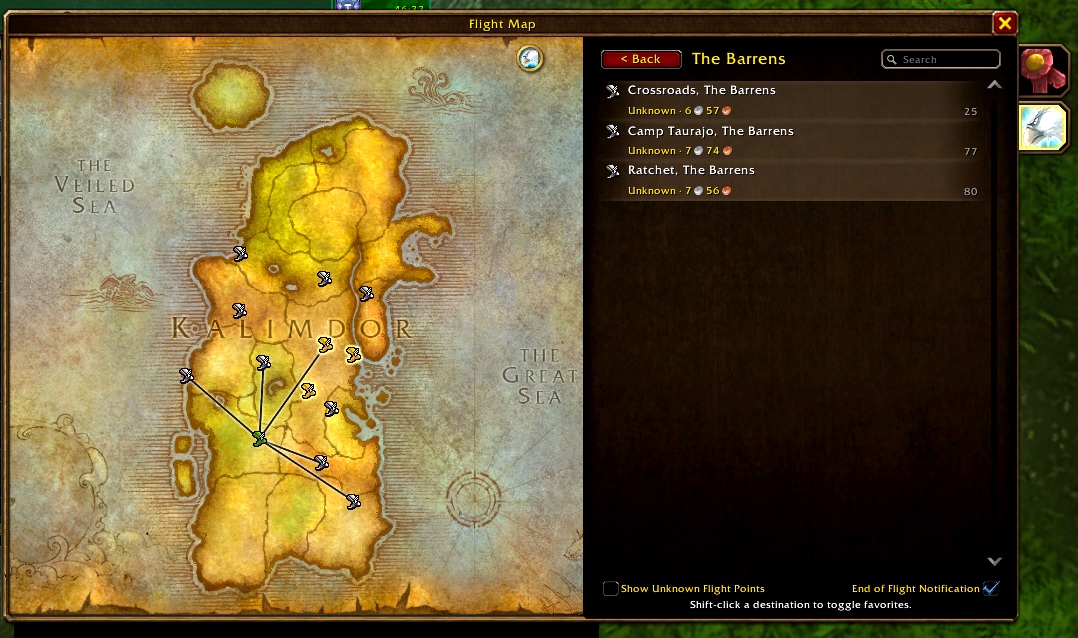 Flight Map
< Back
The Barrens
Search
Crossroads, The Barrens
Unknown · 6 57
25
Camp Taurajo, The Barrens
Unknown · 7 74
77
Ratchet, The Barrens
Unknown · 7 56
80
THE
VEILED
SEA
KALIMDOR
THE
GREAT
SEA
Show Unknown Flight Points
End of Flight Notification
Shift-click a destination to toggle favorites.